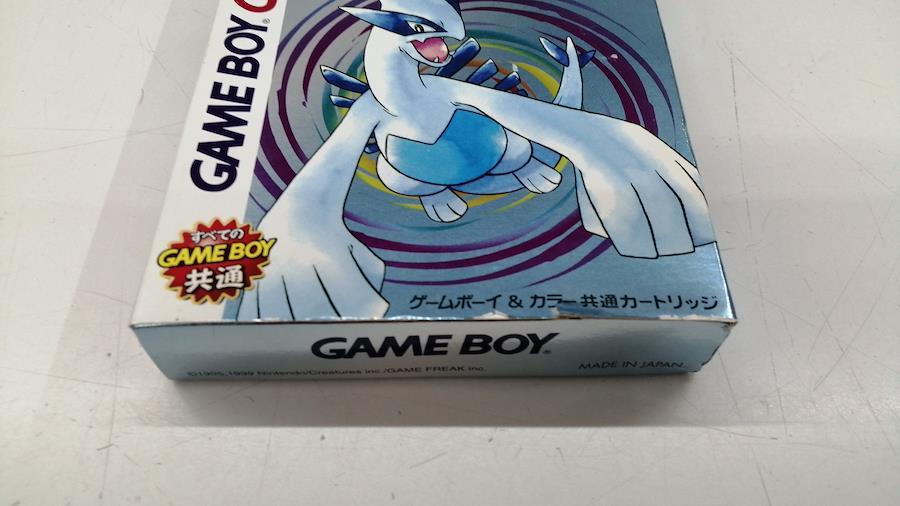 GAME BOY® C
すべての
GAME BOY
共通
ゲームボーイ & カラー共通カートリッジ
GAME BOY®
©1995,1999 Nintendo/Creatures inc./GAME FREAK inc.
MADE IN JAPAN